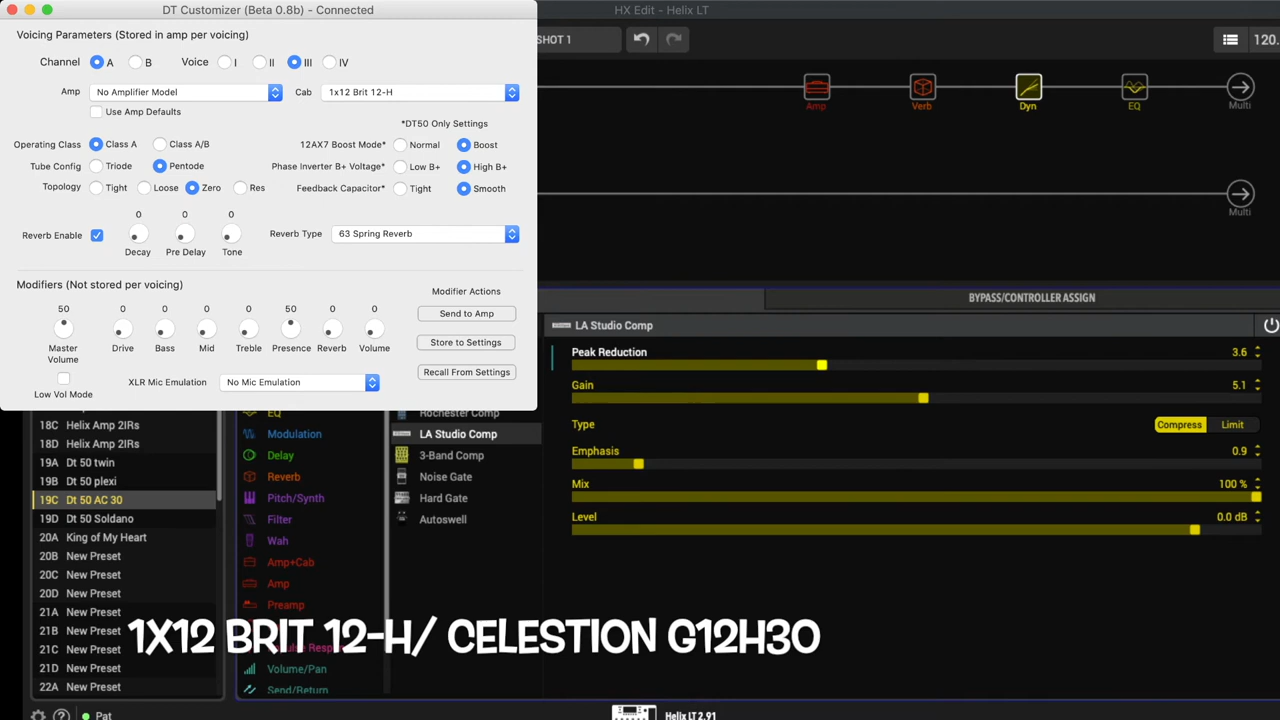 DT Customizer (Beta 0.8b) - Connected
HX Edit - Helix LT
Voicing Parameters (Stored in amp per voicing)
SHOT 1
120.
Channel A B Voice I II III IV
Amp No Amplifier Model Cab 1x12 Brit 12-H
Use Amp Defaults
Amp Verb Dyn EQ Multi
*DT50 Only Settings
Operating Class Class A Class A/B 12AX7 Boost Mode* Normal Boost
Tube Config Triode Pentode Phase Inverter B+ Voltage* Low B+ High B+
Topology Tight Loose Zero Res Feedback Capacitor* Tight Smooth
Multi
0 0 0
Reverb Enable Reverb Type 63 Spring Reverb
Decay Pre Delay Tone
Modifiers (Not stored per voicing)
Modifier Actions
50 0 0 0 0 50 0 0
Send to Amp
Master Volume Drive Bass Mid Treble Presence Reverb Volume
Store to Settings
Recall From Settings
XLR Mic Emulation No Mic Emulation
Low Vol Mode
BYPASS/CONTROLLER ASSIGN
LA Studio Comp
Peak Reduction 3.6
Gain 5.1
Type Compress Limit
Emphasis 0.9
Mix 100 %
Level 0.0 dB
18C Helix Amp 2IRs
18D Helix Amp 2IRs
19A Dt 50 twin
19B Dt 50 plexi
19C Dt 50 AC 30
19D Dt 50 Soldano
20A King of My Heart
20B New Preset
20C New Preset
20D New Preset
21A New Preset
21B New Preset
21C New Preset
21D New Preset
22A New Preset
EQ
Modulation
Delay
Reverb
Pitch/Synth
Filter
Wah
Amp+Cab
Amp
Preamp
Volume/Pan
Send/Return
Rochester Comp
LA Studio Comp
3-Band Comp
Noise Gate
Hard Gate
Autoswell
1X12 BRIT 12-H/ CELESTION G12H30
? Pat
Helix LT 2.91